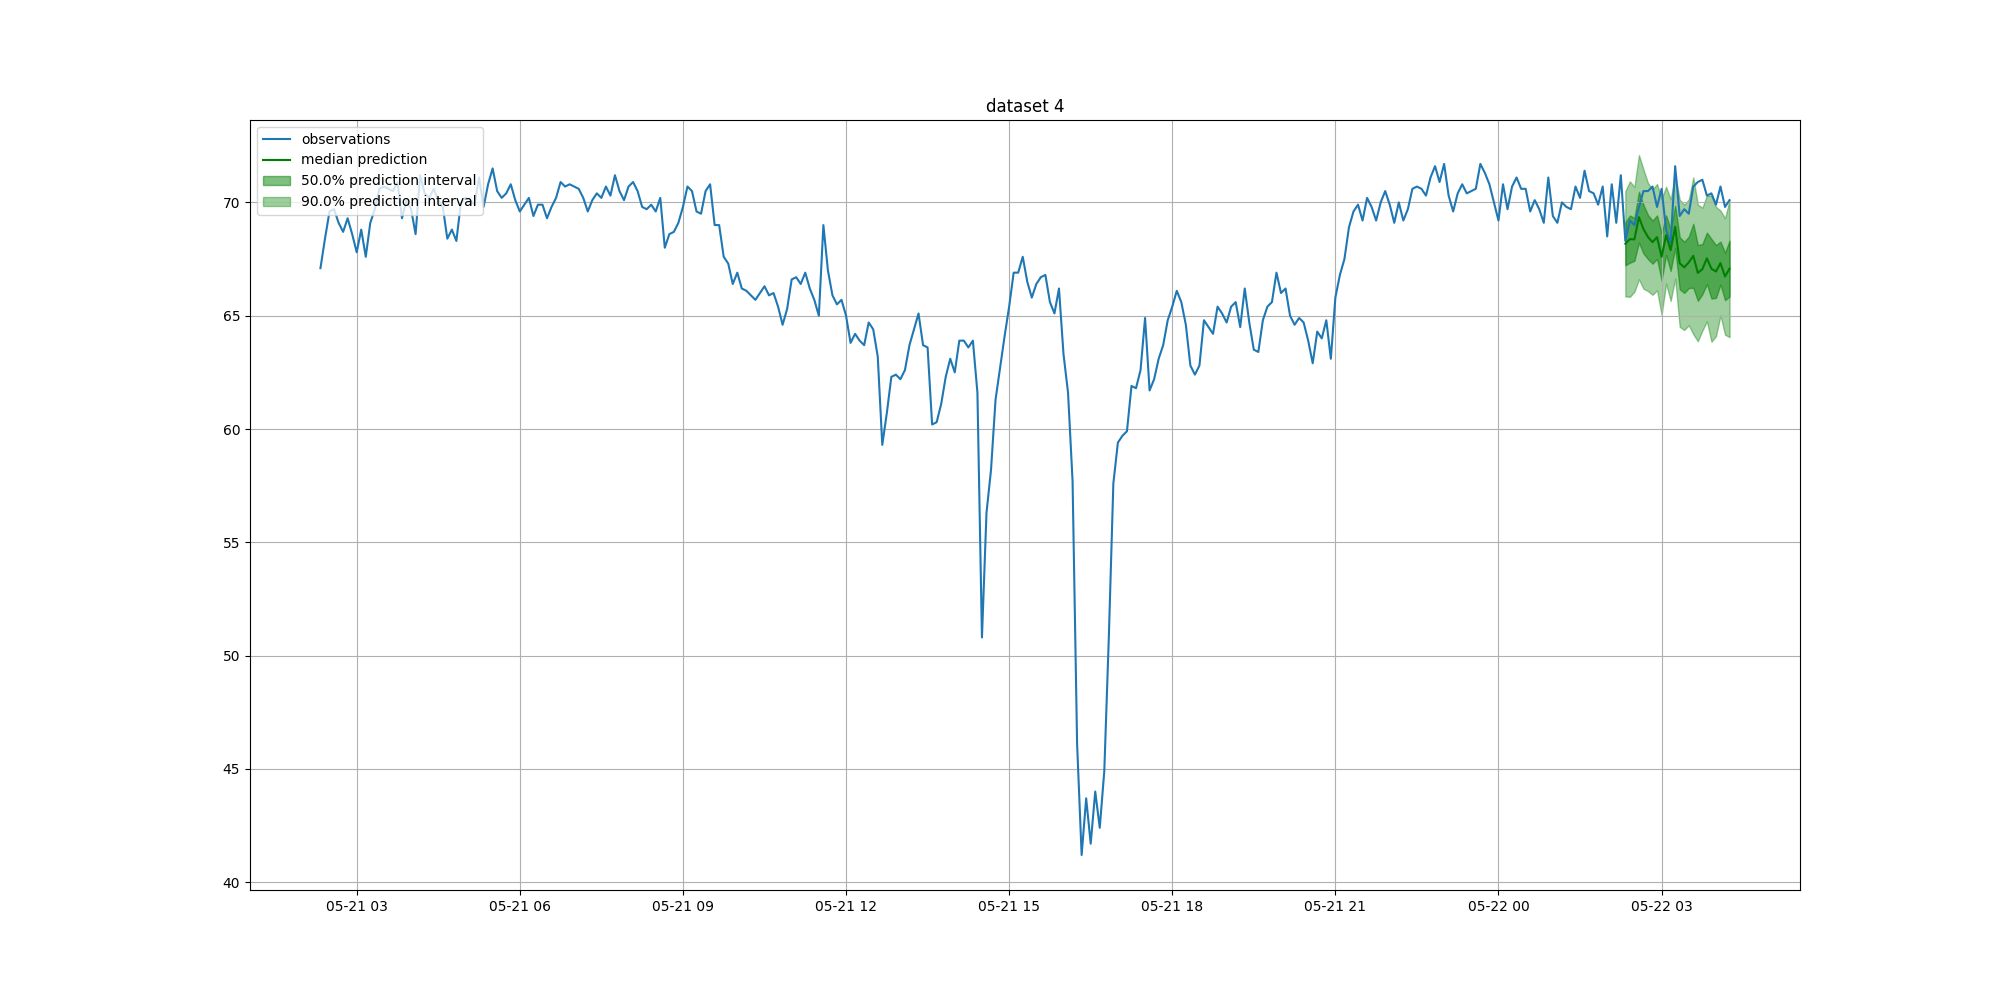 dataset 4
observations
median prediction
50.0% prediction interval
90.0% prediction interval
70
65
60
55
50
45
40
05-21 03 05-21 06 05-21 09 05-21 12 05-21 15 05-21 18 05-21 21 05-22 00 05-22 03